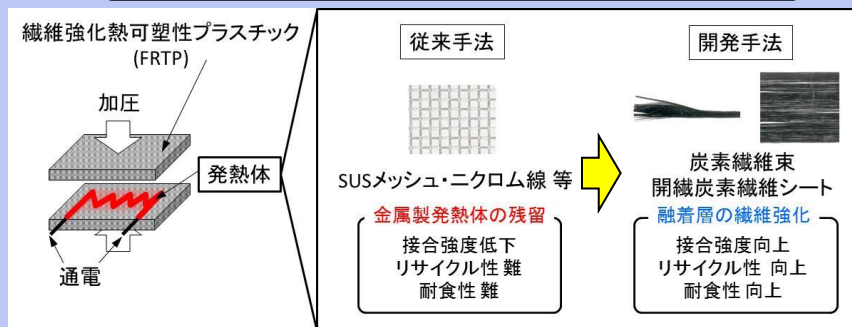 繊維強化熱可塑性プラスチック
(FRTP)
加圧
発熱体
通電
従来手法
SUSメッシュ・ニクロム線 等
金属製発熱体の残留
接合強度低下
リサイクル性 難
耐食性 難
開発手法
炭素繊維束
開繊炭素繊維シート
融着層の繊維強化
接合強度向上
リサイクル性 向上
耐食性 向上